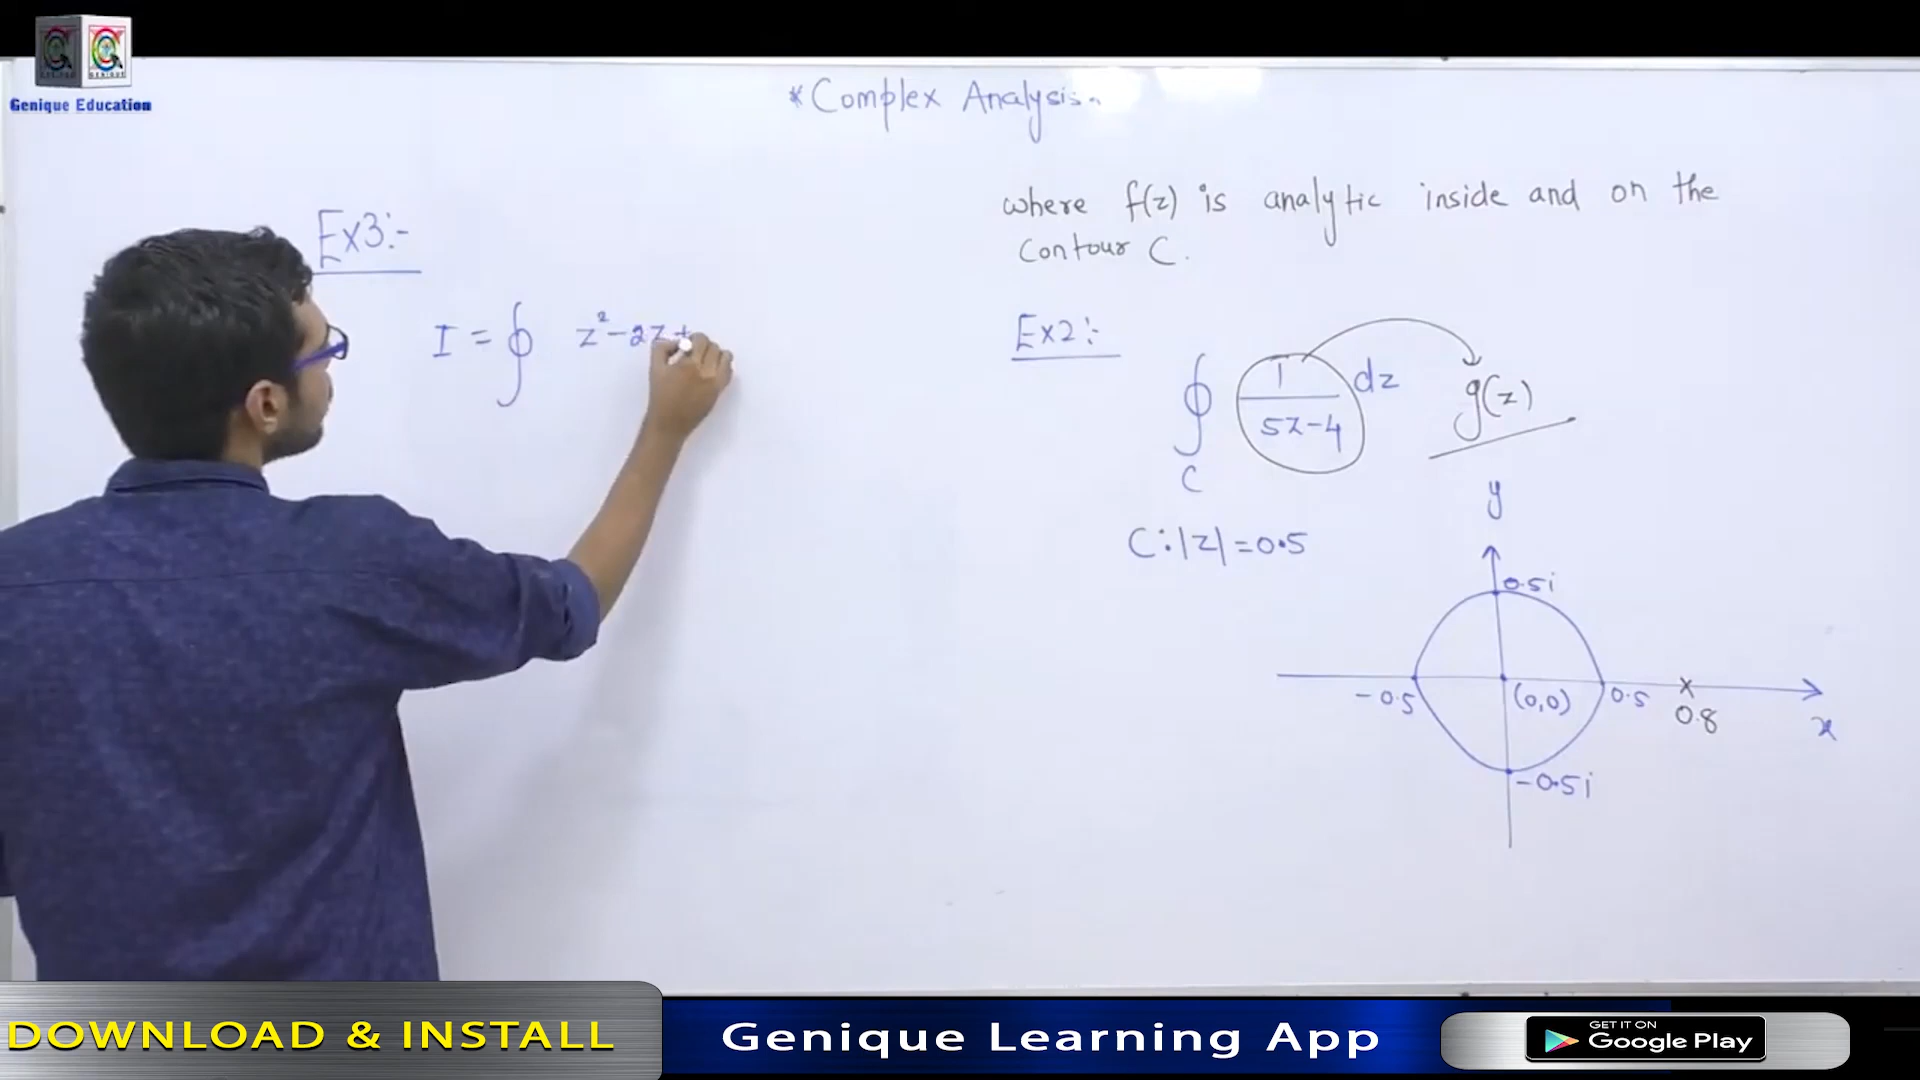 GENIQUE
Genique Education
*Complex Analysis.
Ex3:-
I = ∮ z² - 2z +
where f(z) is analytic inside and on the
Contour C.
Ex2:-
∮ 1 / 5z-4 dz g(z)
C
C: |z| = 0.5
y
0.5i
-0.5 (0,0) 0.5 x
0.8
x
-0.5i
DOWNLOAD & INSTALL
Genique Learning App
GET IT ON
Google Play